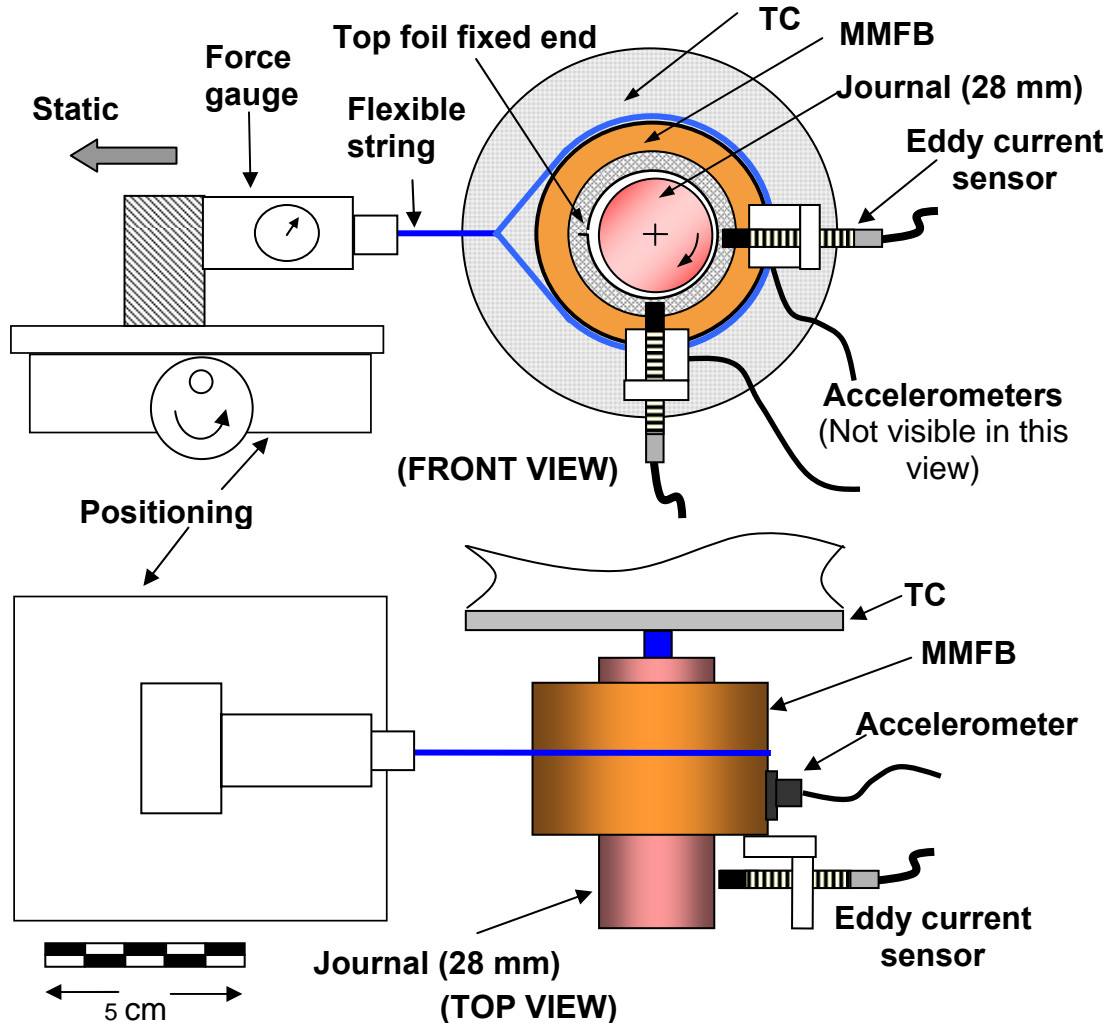 TC
Top foil fixed end
MMFB
Force
gauge
Journal (28 mm)
Static
Flexible
string
Eddy current
sensor
Accelerometers
(Not visible in this
view)
(FRONT VIEW)
Positioning
TC
MMFB
Accelerometer
Eddy current
sensor
Journal (28 mm)
5 cm
(TOP VIEW)